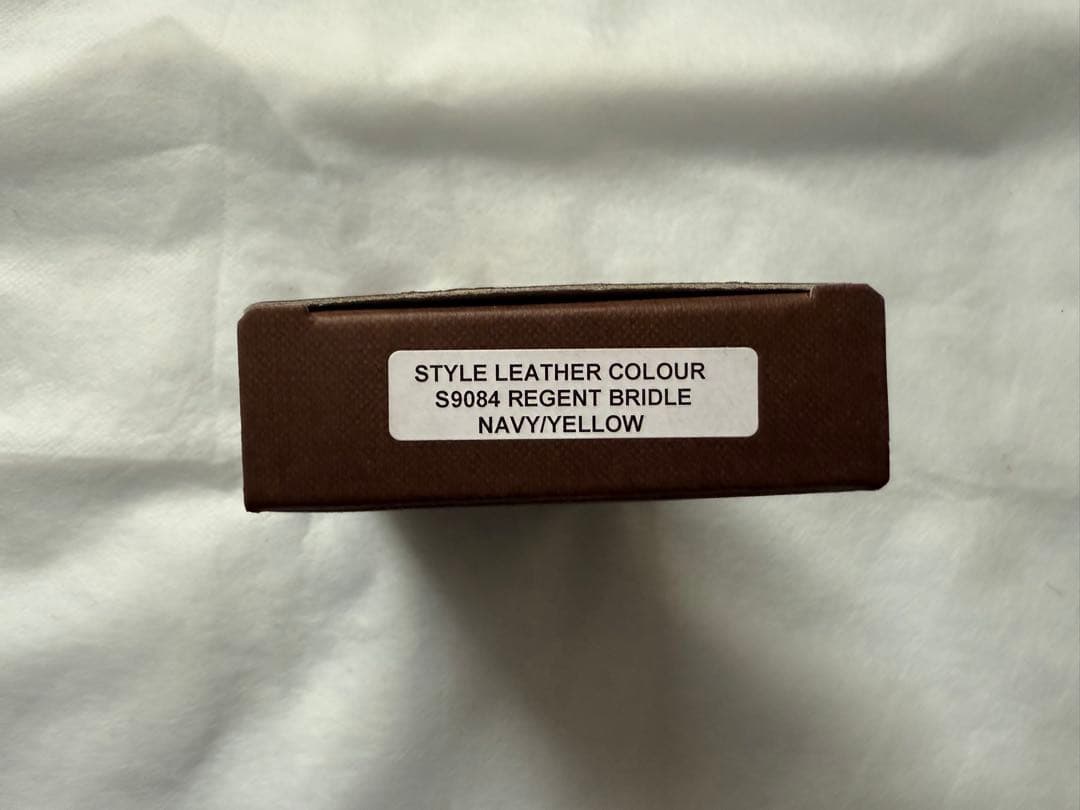 STYLE LEATHER COLOUR
S9084 REGENT BRIDLE
NAVY/YELLOW